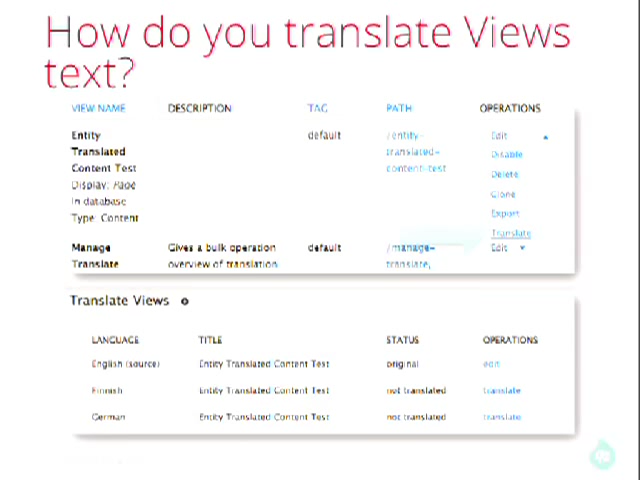 How do you translate Views
text?
VIEW NAME DESCRIPTION TAG PATH OPERATIONS
Entity default /entity- Edit
Translated translated- Disable
Content Test content-test Delete
Display: Page Clone
In database Export
Type: Content Translate
Manage Gives a bulk operation default /manage- Edit
Translate overview of translation translate,
Translate Views
LANGUAGE TITLE STATUS OPERATIONS
English (source) Entity Translated Content Test original edit
Finnish Entity Translated Content Test not translated translate
German Entity Translated Content Test not translated translate